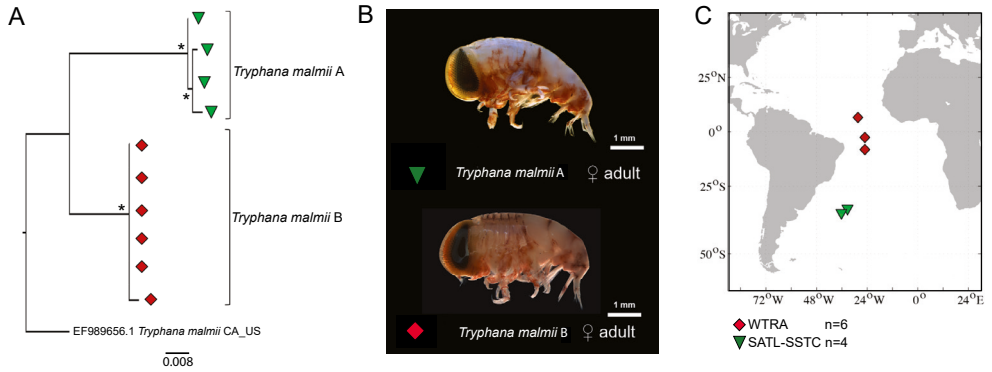 A
*
*
Tryphana malmii A
*
Tryphana malmii B
EF989656.1 Tryphana malmii CA_US
0.008
B
1 mm
Tryphana malmii A ♀ adult
1 mm
Tryphana malmii B ♀ adult
C
25°N
0°
25°S
50°S
72°W 48°W 24°W 0° 24°E
WTRA n=6
SATL-SSTC n=4